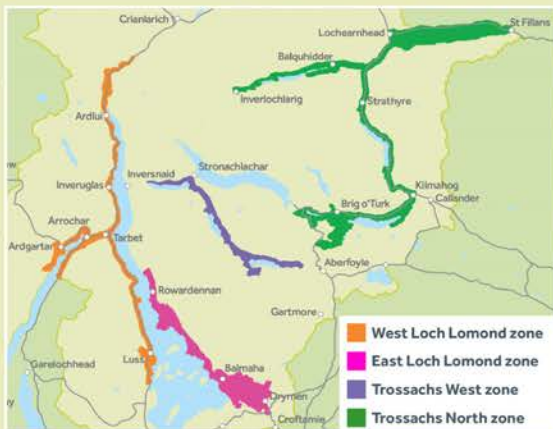 Crianlarich
Lochearnhead
St Fillans
Balquhidder
Inverlochlarig
Strathyre
Ardlui
Stronachlachar
Inveruglas
Inversnaid
Kilmahog
Callander
Brig o'Turk
Arrochar
Ardgartan
Tarbet
Aberfoyle
Rowardennan
Gartmore
Luss
Garelochhead
Balmaha
Drymen
Croftamie
West Loch Lomond zone
East Loch Lomond zone
Trossachs West zone
Trossachs North zone